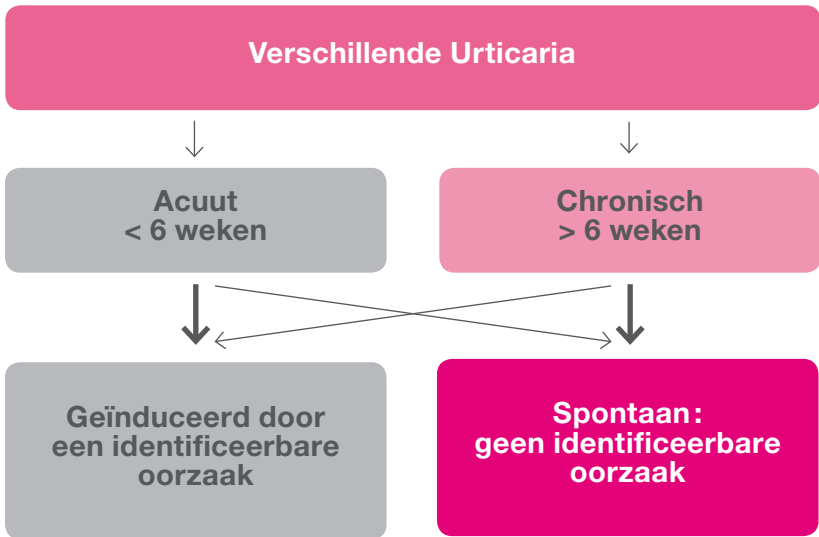 Verschillende Urticaria
Acuut
< 6 weken
Chronisch
> 6 weken
Geïnduceerd door
een identificeerbare
oorzaak
Spontaan:
geen identificeerbare
oorzaak